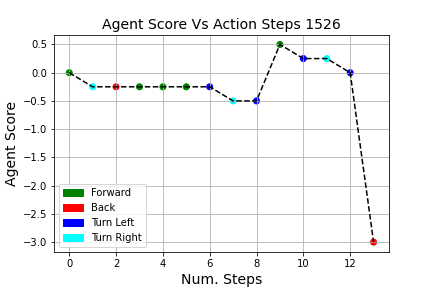 Agent Score Vs Action Steps 1526
Agent Score
0.5
0.0
−0.5
−1.0
−1.5
−2.0
−2.5
−3.0
Forward
Back
Turn Left
Turn Right
0 2 4 6 8 10 12
Num. Steps